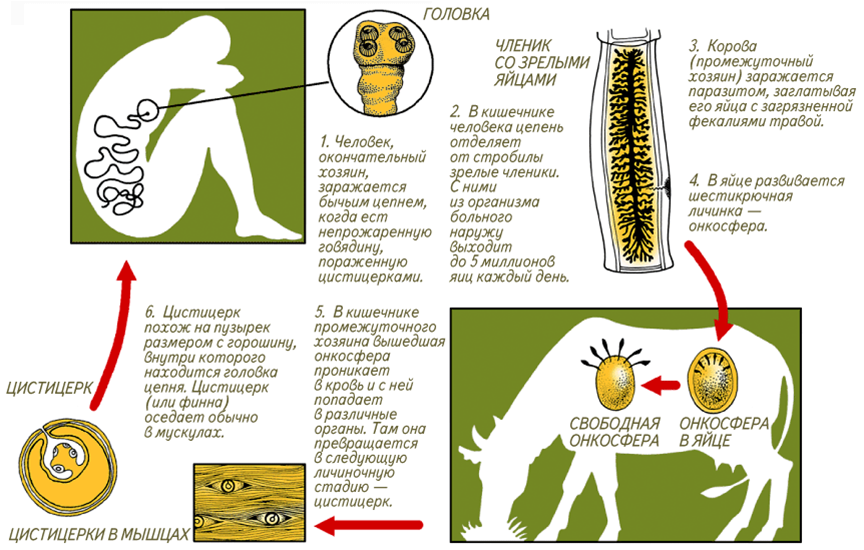 ГОЛОВКА
ЧЛЕНИК
СО ЗРЕЛЫМИ
ЯЙЦАМИ
1. Человек,
окончательный
хозяин,
заражается
бычьим цепнем,
когда ест
непрожаренную
говядину,
пораженную
цистицерками.
2. В кишечнике
человека цепень
отделяет
от стробилы
зрелые членики.
С ними
из организма
больного
наружу
выходит
до 5 миллионов
яиц каждый день.
3. Корова
(промежуточный
хозяин) заражается
паразитом, заглатывая
его яйца с загрязненной
фекалиями травой.
4. В яйце развивается
шестикрючная
личинка —
онкосфера.
СВОБОДНАЯ
ОНКОСФЕРА
ОНКОСФЕРА
В ЯЙЦЕ
5. В кишечнике
промежуточного
хозяина вышедшая
онкосфера
проникает
в кровь и с ней
попадает
в различные
органы. Там она
превращается
в следующую
личиночную
стадию —
цистицерк.
6. Цистицерк
похож на пузырек
размером с горошину,
внутри которого
находится головка
цепня. Цистицерк
(или финна)
оседает обычно
в мускулах.
ЦИСТИЦЕРК
ЦИСТИЦЕРКИ В МЫШЦАХ